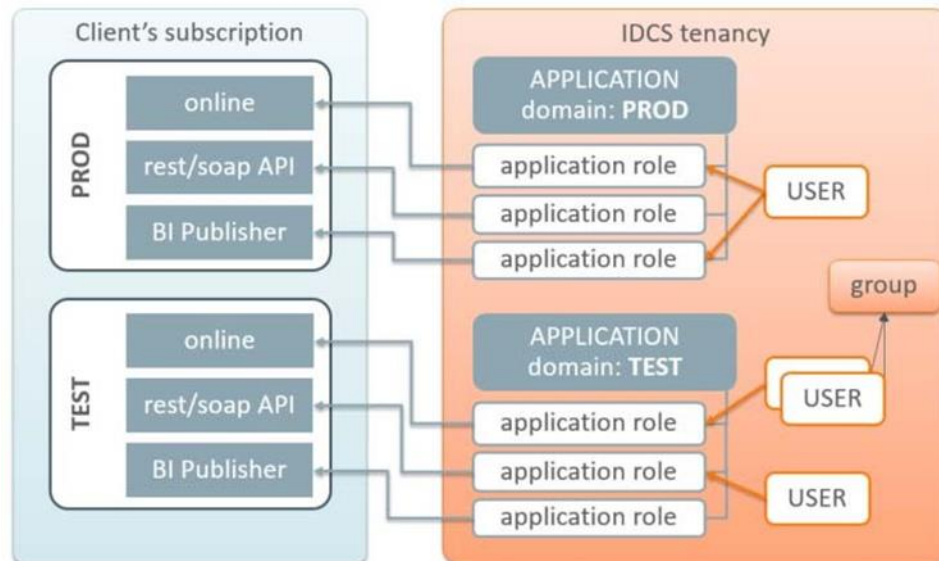 Client's subscription
PROD
online
rest/soap API
BI Publisher
TEST
online
rest/soap API
BI Publisher
IDCS tenancy
APPLICATION
domain: PROD
application role
application role
application role
USER
group
APPLICATION
domain: TEST
application role
application role
application role
USER
USER